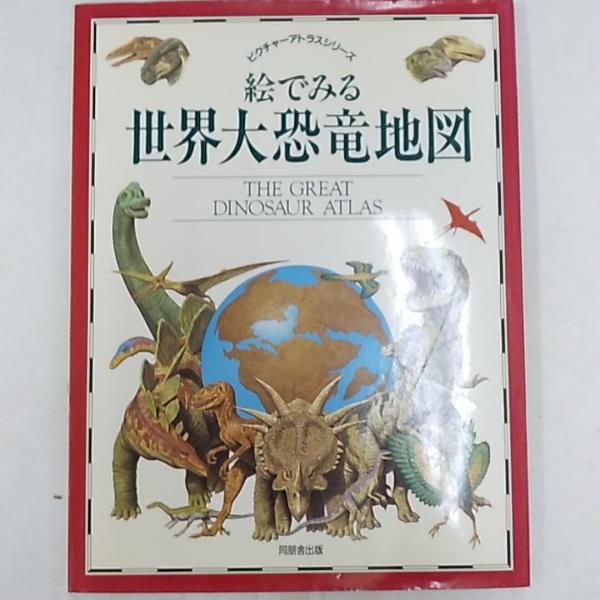 ピクチャーアトラスシリーズ
絵でみる
世界大恐竜地図
THE GREAT
DINOSAUR ATLAS
同朋舎出版